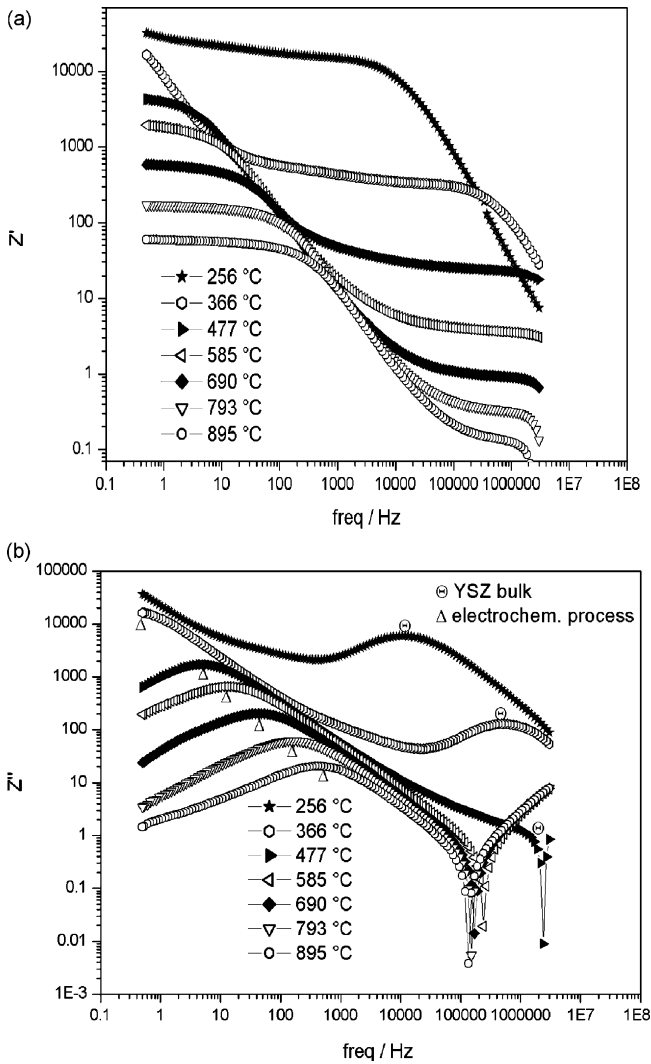 (a)
10000
1000
100
10
1
0.1
Z'
256 °C
366 °C
477 °C
585 °C
690 °C
793 °C
895 °C
0.1 1 10 100 1000 10000 100000 1000000 1E7 1E8
freq / Hz
(b)
100000
10000
1000
100
10
1
0.1
0.01
1E-3
Z"
YSZ bulk
electrochem. process
256 °C
366 °C
477 °C
585 °C
690 °C
793 °C
895 °C
0.1 1 10 100 1000 10000 100000 1000000 1E7 1E8
freq / Hz